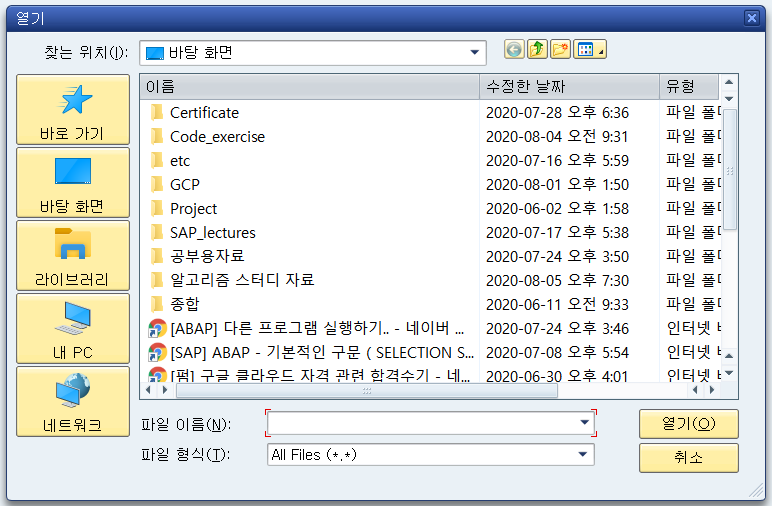 열기
찾는 위치(I): 바탕 화면
이름 수정한 날짜 유형
Certificate 2020-07-28 오후 6:36 파일 폴더
Code_exercise 2020-08-04 오전 9:31 파일 폴더
etc 2020-07-16 오후 5:59 파일 폴더
GCP 2020-08-01 오후 1:50 파일 폴더
Project 2020-06-02 오후 1:58 파일 폴더
SAP_lectures 2020-07-17 오후 5:38 파일 폴더
공부용자료 2020-07-24 오후 3:50 파일 폴더
알고리즘 스터디 자료 2020-08-05 오후 7:30 파일 폴더
종합 2020-06-11 오전 9:33 파일 폴더
[ABAP] 다른 프로그램 실행하기.. - 네이버 ... 2020-07-24 오후 3:46 인터넷
[SAP] ABAP - 기본적인 구문 ( SELECTION S... 2020-07-08 오후 5:54 인터넷
[펌] 구글 클라우드 자격 관련 합격수기 - 네... 2020-06-30 오후 4:01 인터넷
바로 가기
바탕 화면
라이브러리
내 PC
네트워크
파일 이름(N): 열기(O)
파일 형식(T): All Files (*.*) 취소